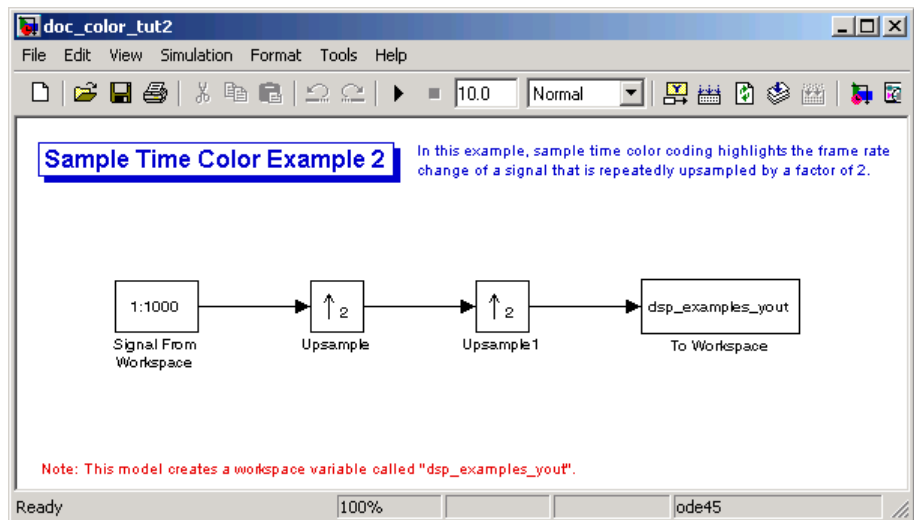 doc_color_tut2
File Edit View Simulation Format Tools Help
10.0 Normal
Sample Time Color Example 2
In this example, sample time color coding highlights the frame rate
change of a signal that is repeatedly upsampled by a factor of 2.
1:1000
↑2
↑2
dsp_examples_yout
Signal From
Workspace
Upsample
Upsample1
To Workspace
Note: This model creates a workspace variable called "dsp_examples_yout".
Ready 100% ode45